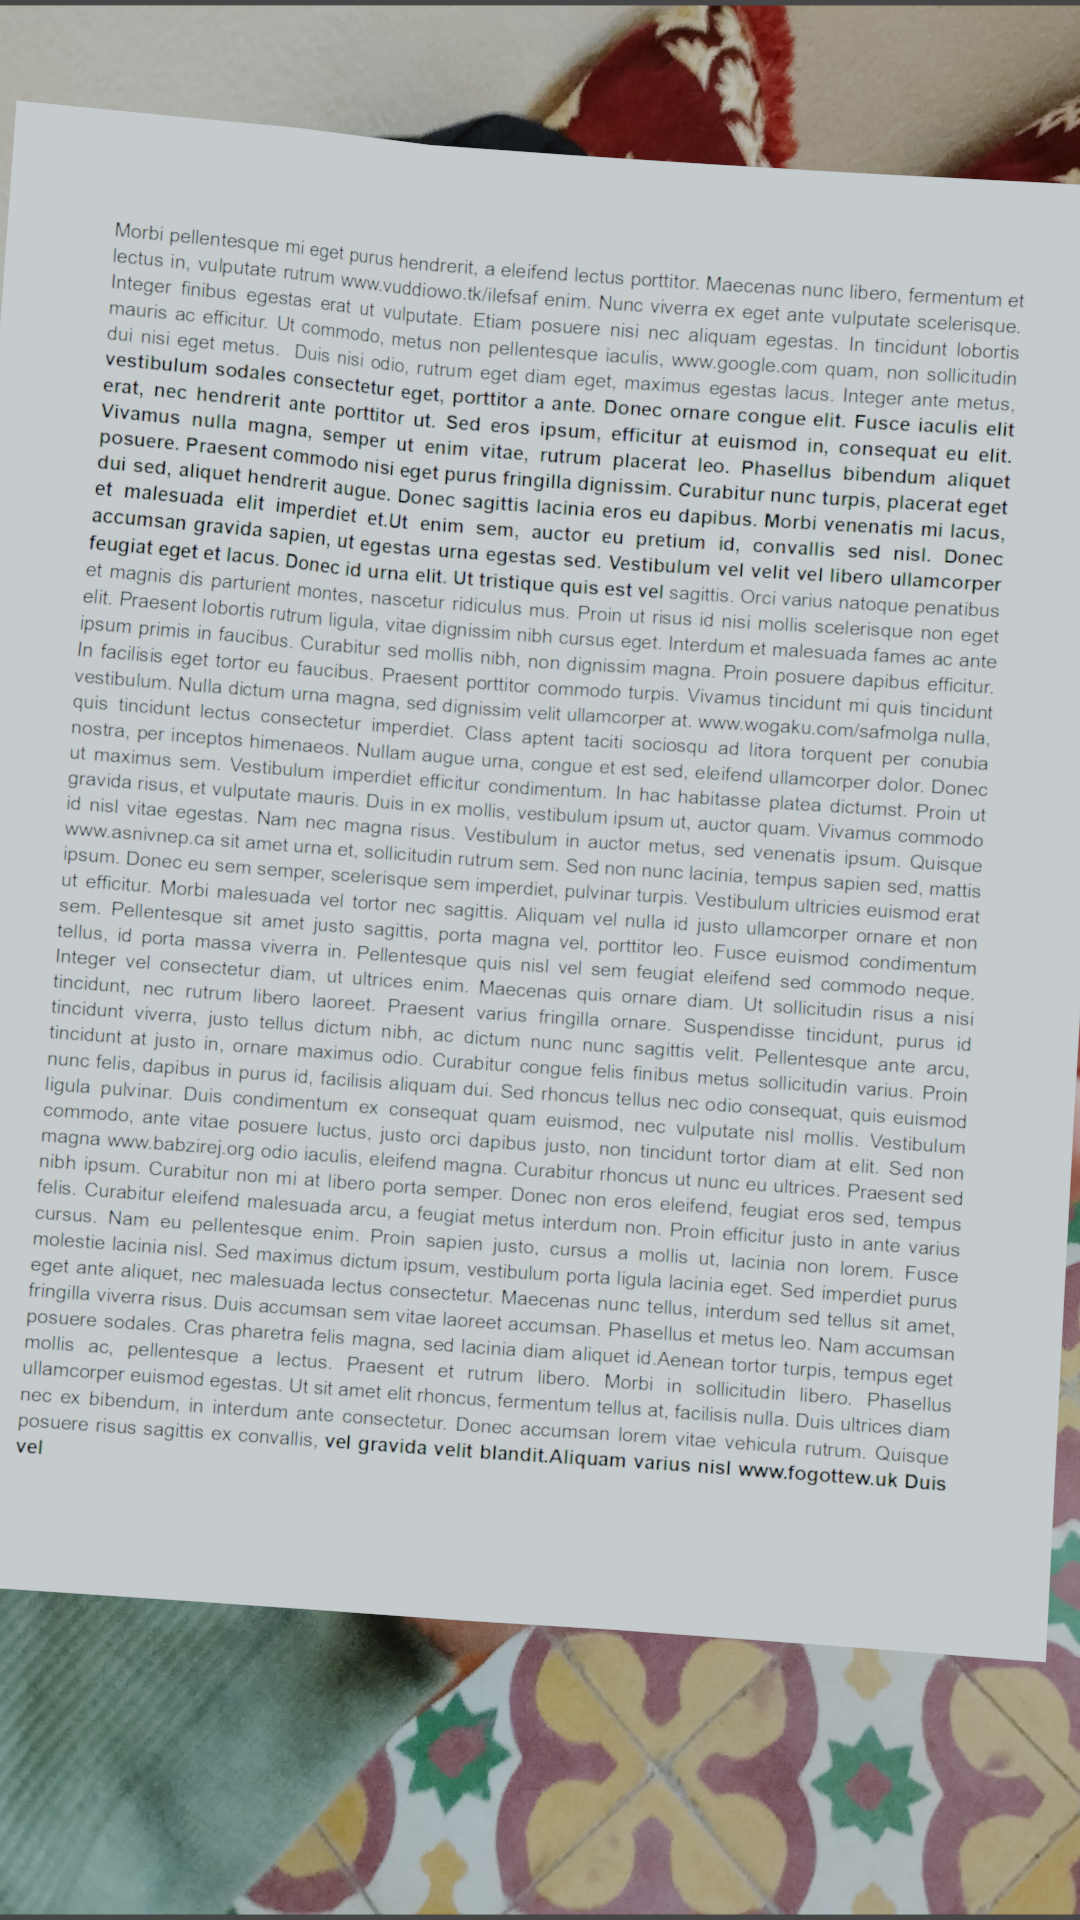 Morbi pellentesque mi eget purus hendrerit, a eleifend lectus porttitor. Maecenas nunc libero, fermentum et
lectus in, vulputate rutrum www.vuddiowo.tk/ilefsaf enim. Nunc viverra ex eget ante vulputate scelerisque.
Integer finibus egestas erat ut vulputate. Etiam posuere nisi nec aliquam egestas. In tincidunt lobortis
mauris ac efficitur. Ut commodo, metus non pellentesque iaculis, www.google.com quam, non sollicitudin
dui nisi eget metus. Duis nisi odio, rutrum eget diam eget, maximus egestas lacus. Integer ante metus,
vestibulum sodales consectetur eget, porttitor a ante. Donec ornare congue elit. Fusce iaculis elit
erat, nec hendrerit ante porttitor ut. Sed eros ipsum, efficitur at euismod in, consequat eu elit.
Vivamus nulla magna, semper ut enim vitae, rutrum placerat leo. Phasellus bibendum aliquet
posuere. Praesent commodo nisi eget purus fringilla dignissim. Curabitur nunc turpis, placerat eget
dui sed, aliquet hendrerit augue. Donec sagittis lacinia eros eu dapibus. Morbi venenatis mi lacus,
et malesuada elit imperdiet et.Ut enim sem, auctor eu pretium id, convallis sed nisl. Donec
accumsan gravida sapien, ut egestas urna egestas sed. Vestibulum vel velit vel libero ullamcorper
feugiat eget et lacus. Donec id urna elit. Ut tristique quis est vel sagittis. Orci varius natoque penatibus
et magnis dis parturient montes, nascetur ridiculus mus. Proin ut risus id nisi mollis scelerisque non eget
elit. Praesent lobortis rutrum ligula, vitae dignissim nibh cursus eget. Interdum et malesuada fames ac ante
ipsum primis in faucibus. Curabitur sed mollis nibh, non dignissim magna. Proin posuere dapibus efficitur.
In facilisis eget tortor eu faucibus. Praesent porttitor commodo turpis. Vivamus tincidunt mi quis tincidunt
vestibulum. Nulla dictum urna magna, sed dignissim velit ullamcorper at. www.wogaku.com/safmolga nulla,
quis tincidunt lectus consectetur imperdiet. Class aptent taciti sociosqu ad litora torquent per conubia
nostra, per inceptos himenaeos. Nullam augue urna, congue et est sed, eleifend ullamcorper dolor. Donec
ut maximus sem. Vestibulum imperdiet efficitur condimentum. In hac habitasse platea dictumst. Proin ut
gravida risus, et vulputate mauris. Duis in ex mollis, vestibulum ipsum ut, auctor quam. Vivamus commodo
id nisl vitae egestas. Nam nec magna risus. Vestibulum in auctor metus, sed venenatis ipsum. Quisque
www.asnivnep.ca sit amet urna et, sollicitudin rutrum sem. Sed non nunc lacinia, tempus sapien sed, mattis
ipsum. Donec eu sem semper, scelerisque sem imperdiet, pulvinar turpis. Vestibulum ultricies euismod erat
ut efficitur. Morbi malesuada vel tortor nec sagittis. Aliquam vel nulla id justo ullamcorper ornare et non
sem. Pellentesque sit amet justo sagittis, porta magna vel, porttitor leo. Fusce euismod condimentum
tellus, id porta massa viverra in. Pellentesque quis nisl vel sem feugiat eleifend sed commodo neque.
Integer vel consectetur diam, ut ultrices enim. Maecenas quis ornare diam. Ut sollicitudin risus a nisi
tincidunt, nec rutrum libero laoreet. Praesent varius fringilla ornare. Suspendisse tincidunt, purus id
tincidunt viverra, justo tellus dictum nibh, ac dictum nunc nunc sagittis velit. Pellentesque ante arcu,
tincidunt at justo in, ornare maximus odio. Curabitur congue felis finibus metus sollicitudin varius. Proin
nunc felis, dapibus in purus id, facilisis aliquam dui. Sed rhoncus tellus nec odio consequat, quis euismod
ligula pulvinar. Duis condimentum ex consequat quam euismod, nec vulputate nisl mollis. Vestibulum
commodo, ante vitae posuere luctus, justo orci dapibus justo, non tincidunt tortor diam at elit. Sed non
magna www.babzirej.org odio iaculis, eleifend magna. Curabitur rhoncus ut nunc eu ultrices. Praesent sed
nibh ipsum. Curabitur non mi at libero porta semper. Donec non eros eleifend, feugiat eros sed, tempus
felis. Curabitur eleifend malesuada arcu, a feugiat metus interdum non. Proin efficitur justo in ante varius
cursus. Nam eu pellentesque enim. Proin sapien justo, cursus a mollis ut, lacinia non lorem. Fusce
molestie lacinia nisl. Sed maximus dictum ipsum, vestibulum porta ligula lacinia eget. Sed imperdiet purus
eget ante aliquet, nec malesuada lectus consectetur. Maecenas nunc tellus, interdum sed tellus sit amet,
fringilla viverra risus. Duis accumsan sem vitae laoreet accumsan. Phasellus et metus leo. Nam accumsan
posuere sodales. Cras pharetra felis magna, sed lacinia diam aliquet id.Aenean tortor turpis, tempus eget
mollis ac, pellentesque a lectus. Praesent et rutrum libero. Morbi in sollicitudin libero. Phasellus
ullamcorper euismod egestas. Ut sit amet elit rhoncus, fermentum tellus at, facilisis nulla. Duis ultrices diam
nec ex bibendum, in interdum ante consectetur. Donec accumsan lorem vitae vehicula rutrum. Quisque
posuere risus sagittis ex convallis, vel gravida velit blandit.Aliquam varius nisl www.fogottew.uk Duis
vel